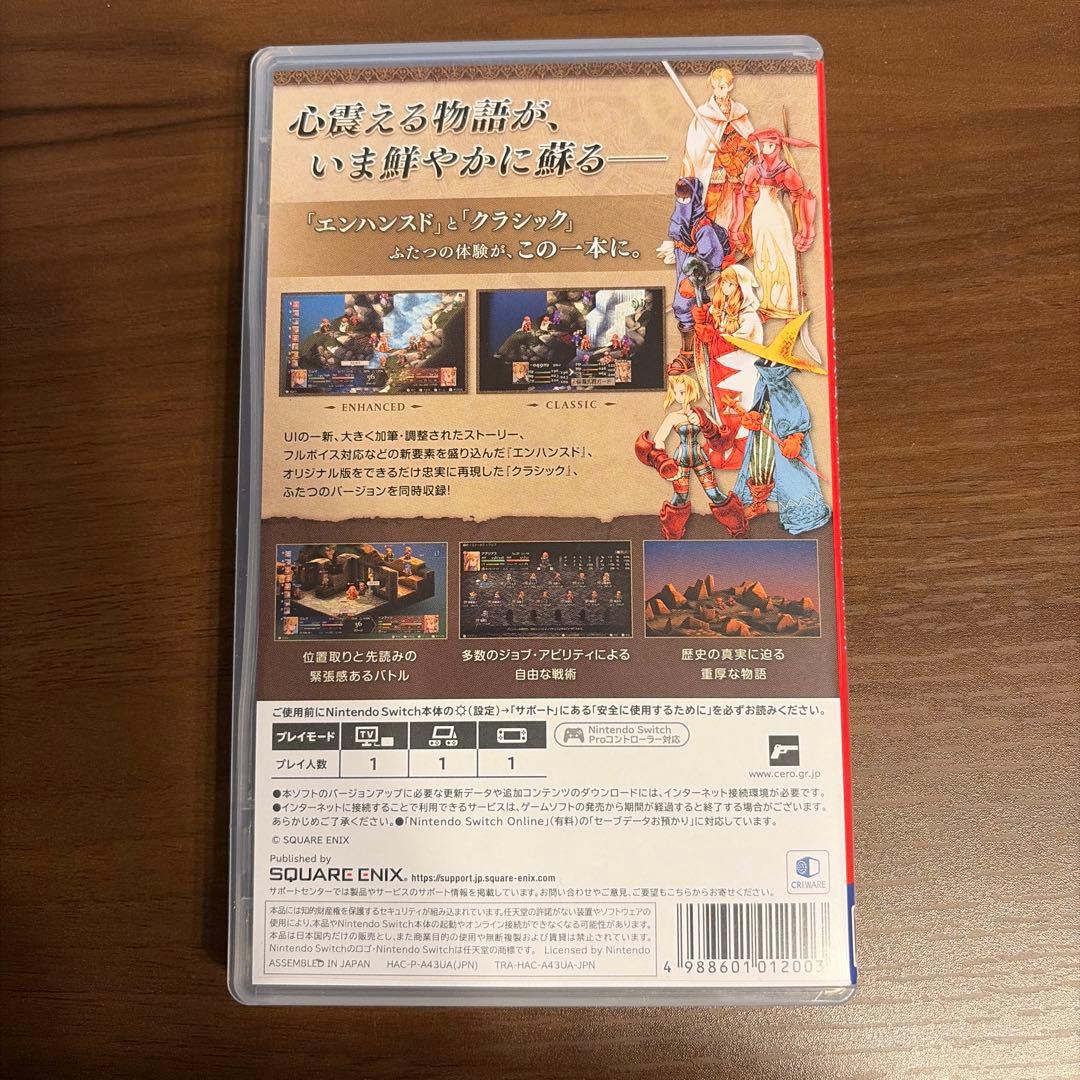 心震える物語が、
いま鮮やかに蘇る――
「エンハンスド」と「クラシック」
ふたつの体験が、この一本に。
ENHANCED
CLASSIC
UIの一新、大きく加筆・調整されたストーリー、
フルボイス対応などの新要素を盛り込んだ『エンハンスド』、
オリジナル版をできるだけ忠実に再現した『クラシック』、
ふたつのバージョンを同時収録!
位置取りと先読みの
緊張感あるバトル
多数のジョブ・アビリティによる
自由な戦術
歴史の真実に迫る
重厚な物語
ご使用前にNintendo Switch本体の(設定)→「サポート」にある「安全に使用するために」を必ずお読みください。
プレイモード TV
Nintendo Switch
Proコントローラー対応
プレイ人数 1 1 1
www.cero.gr.jp
●本ソフトのバージョンアップに必要な更新データや追加コンテンツのダウンロードには、インターネット接続環境が必要です。
●インターネットに接続することで利用できるサービスは、ゲームソフトの発売から期間が経過すると終了する場合がございます。
あらかじめご了承ください。●「Nintendo Switch Online」(有料)の「セーブデータお預かり」に対応しています。
© SQUARE ENIX
Published by
SQUARE ENIX. https://support.jp.square-enix.com
サポートセンターでは製品やサービスのサポート情報を掲載しています。お問い合わせやご意見、ご要望もこちらからお寄せください。
CRIWARE
本品には知的財産権を保護するセキュリティが組み込まれています。任天堂の許諾がない装置やソフトウェアの
使用により、本品やNintendo Switch本体の起動やオンライン接続ができなくなる可能性があります。
本品は日本国内だけの販売とし、また商業目的の使用や無断複製および賃貸は禁止されています。
Nintendo Switchのロゴ・Nintendo Switchは任天堂の商標です。 Licensed by Nintendo
ASSEMBLED IN JAPAN HAC-P-A43UA(JPN) TRA-HAC-A43UA-JPN
4 988601 012003